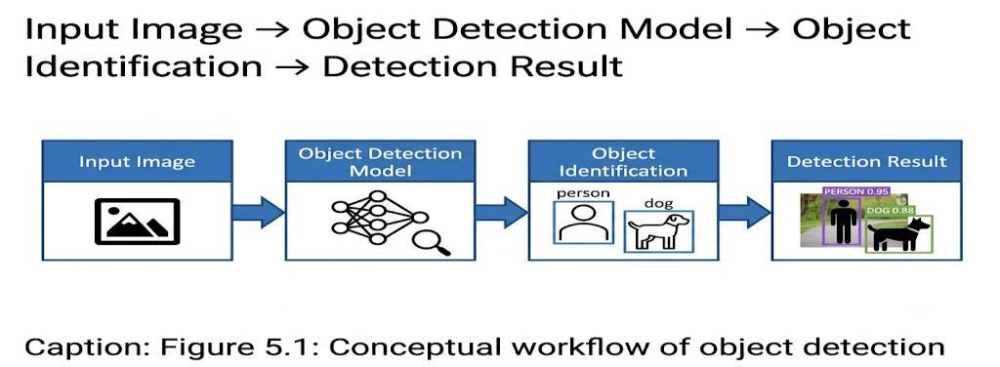 Input Image → Object Detection Model → Object
Identification → Detection Result
Input Image
Object Detection
Model
Object
Identification
person
dog
Detection Result
PERSON 0.95
DOG 0.88
Caption: Figure 5.1: Conceptual workflow of object detection